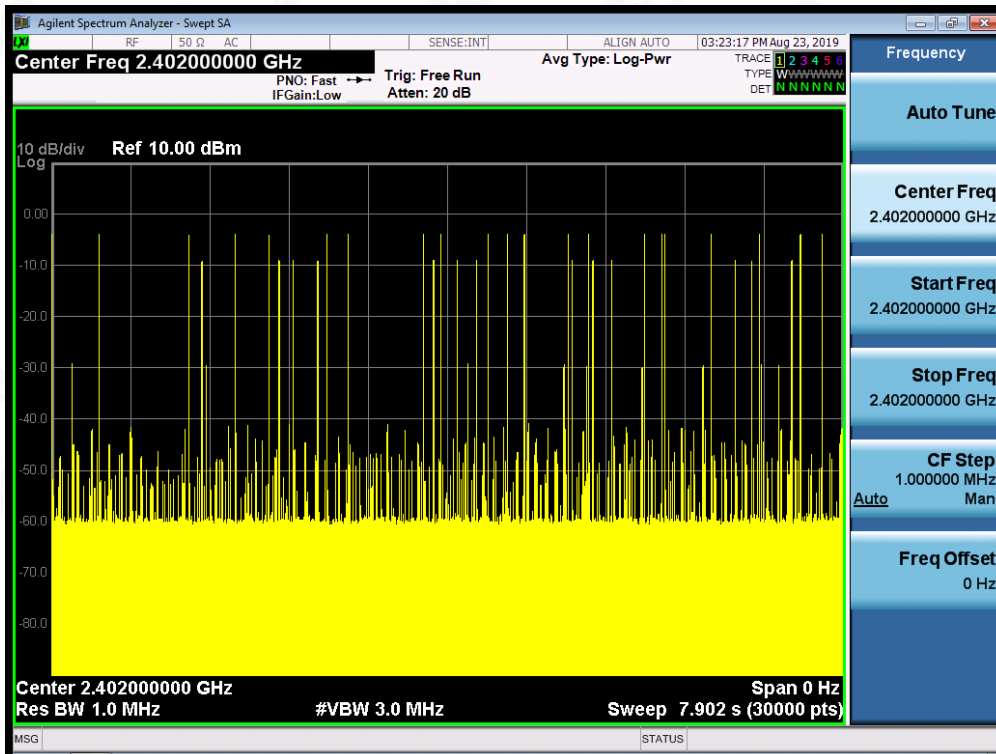 Agilent Spectrum Analyzer - Swept SA
LXI RF 50 Ω AC SENSE:INT ALIGN AUTO 03:23:17 PM Aug 23, 2019
Center Freq 2.402000000 GHz
PNO: Fast
IFGain:Low
Trig: Free Run
Atten: 20 dB
Avg Type: Log-Pwr
TRACE 1 2 3 4 5 6
TYPE WWWWWW
DET N N N N N N
10 dB/div Ref 10.00 dBm
Log
0.00
-10.0
-20.0
-30.0
-40.0
-50.0
-60.0
-70.0
-80.0
Center 2.402000000 GHz Span 0 Hz
Res BW 1.0 MHz #VBW 3.0 MHz Sweep 7.902 s (30000 pts)
MSG STATUS
Frequency
Auto Tune
Center Freq
2.402000000 GHz
Start Freq
2.402000000 GHz
Stop Freq
2.402000000 GHz
CF Step
1.000000 MHz
Auto Man
Freq Offset
0 Hz